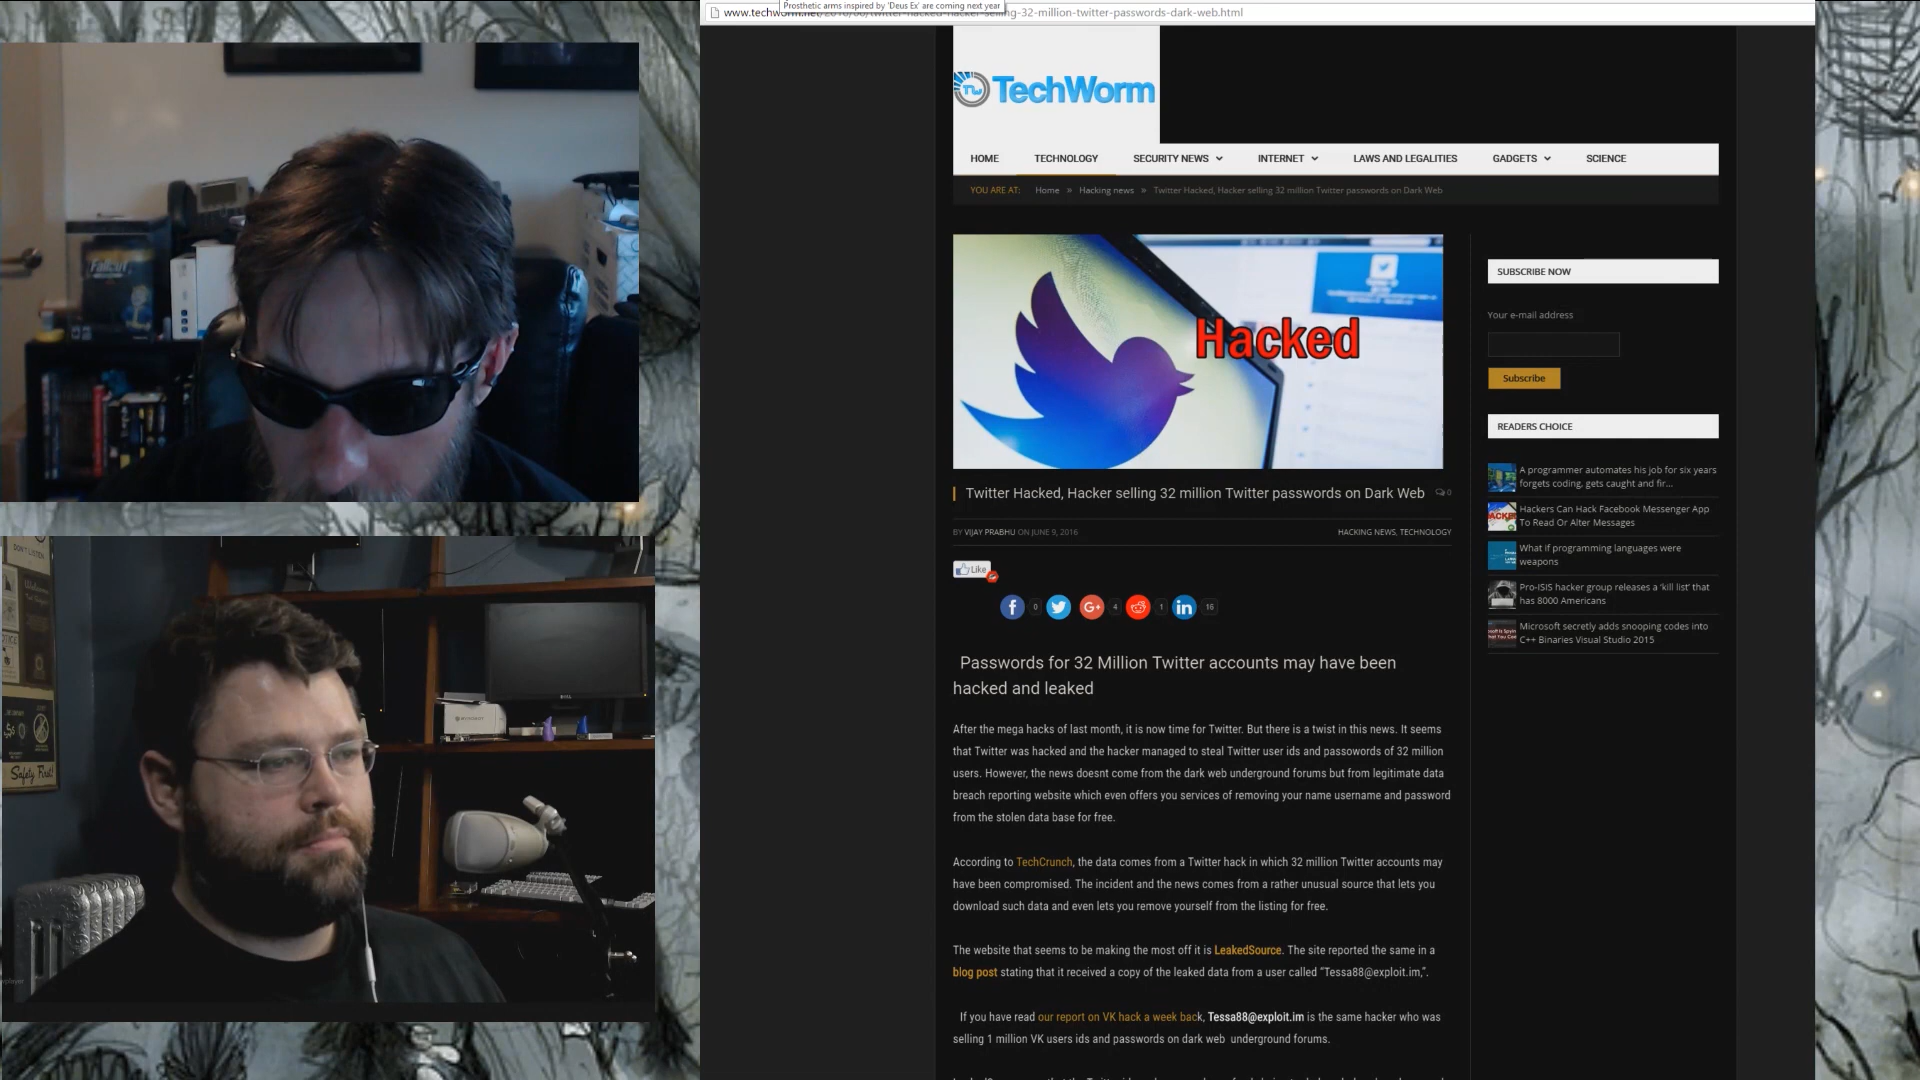 Prosthetic arms inspired by 'Deus Ex' are coming next year
-32-million-twitter-passwords-dark-web.html
TechWorm
HOME TECHNOLOGY SECURITY NEWS INTERNET LAWS AND LEGALITIES GADGETS SCIENCE
YOU ARE AT: Home » Hacking news » Twitter Hacked, Hacker selling 32 million Twitter passwords on Dark Web
Fallout
Hacked
Twitter Hacked, Hacker selling 32 million Twitter passwords on Dark Web 0
BY VIJAY PRABHU ON JUNE 9, 2016 HACKING NEWS, TECHNOLOGY
Like
0 4 1 16
Passwords for 32 Million Twitter accounts may have been
hacked and leaked
After the mega hacks of last month, it is now time for Twitter. But there is a twist in this news. It seems
that Twitter was hacked and the hacker managed to steal Twitter user ids and passowords of 32 million
users. However, the news doesnt come from the dark web underground forums but from legitimate data
breach reporting website which even offers you services of removing your name username and password
from the stolen data base for free.
According to TechCrunch, the data comes from a Twitter hack in which 32 million Twitter accounts may
have been compromised. The incident and the news comes from a rather unusual source that lets you
download such data and even lets you remove yourself from the listing for free.
The website that seems to be making the most off it is LeakedSource. The site reported the same in a
blog post stating that it received a copy of the leaked data from a user called "Tessa88@exploit.im,".
If you have read our report on VK hack a week back, Tessa88@exploit.im is the same hacker who was
selling 1 million VK users ids and passwords on dark web underground forums.
SUBSCRIBE NOW
Your e-mail address
Subscribe
READERS CHOICE
A programmer automates his job for six years
forgets coding, gets caught and fir...
Hackers Can Hack Facebook Messenger App
To Read Or Alter Messages
What if programming languages were
weapons
Pro-ISIS hacker group releases a 'kill list' that
has 8000 Americans
Microsoft secretly adds snooping codes into
C++ Binaries Visual Studio 2015
DON'T LISTEN
Safety First!
DELL